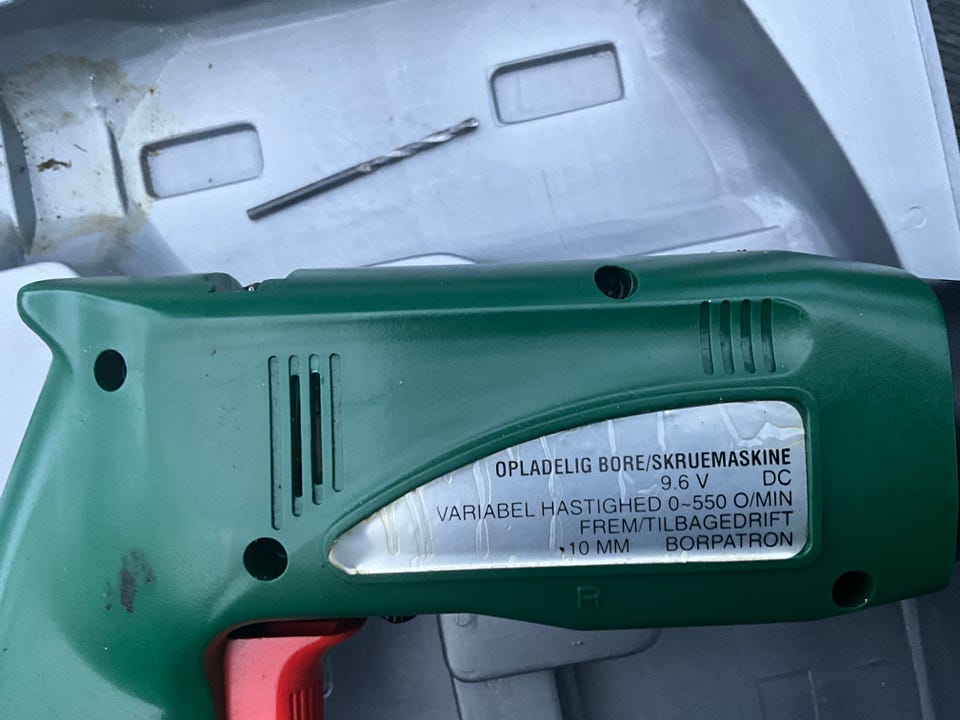 OPLADELIG BORE/SKRUEMASKINE
9.6 V DC
VARIABEL HASTIGHED 0~550 O/MIN
FREM/TILBAGEDRIFT
10 MM BORPATRON
R